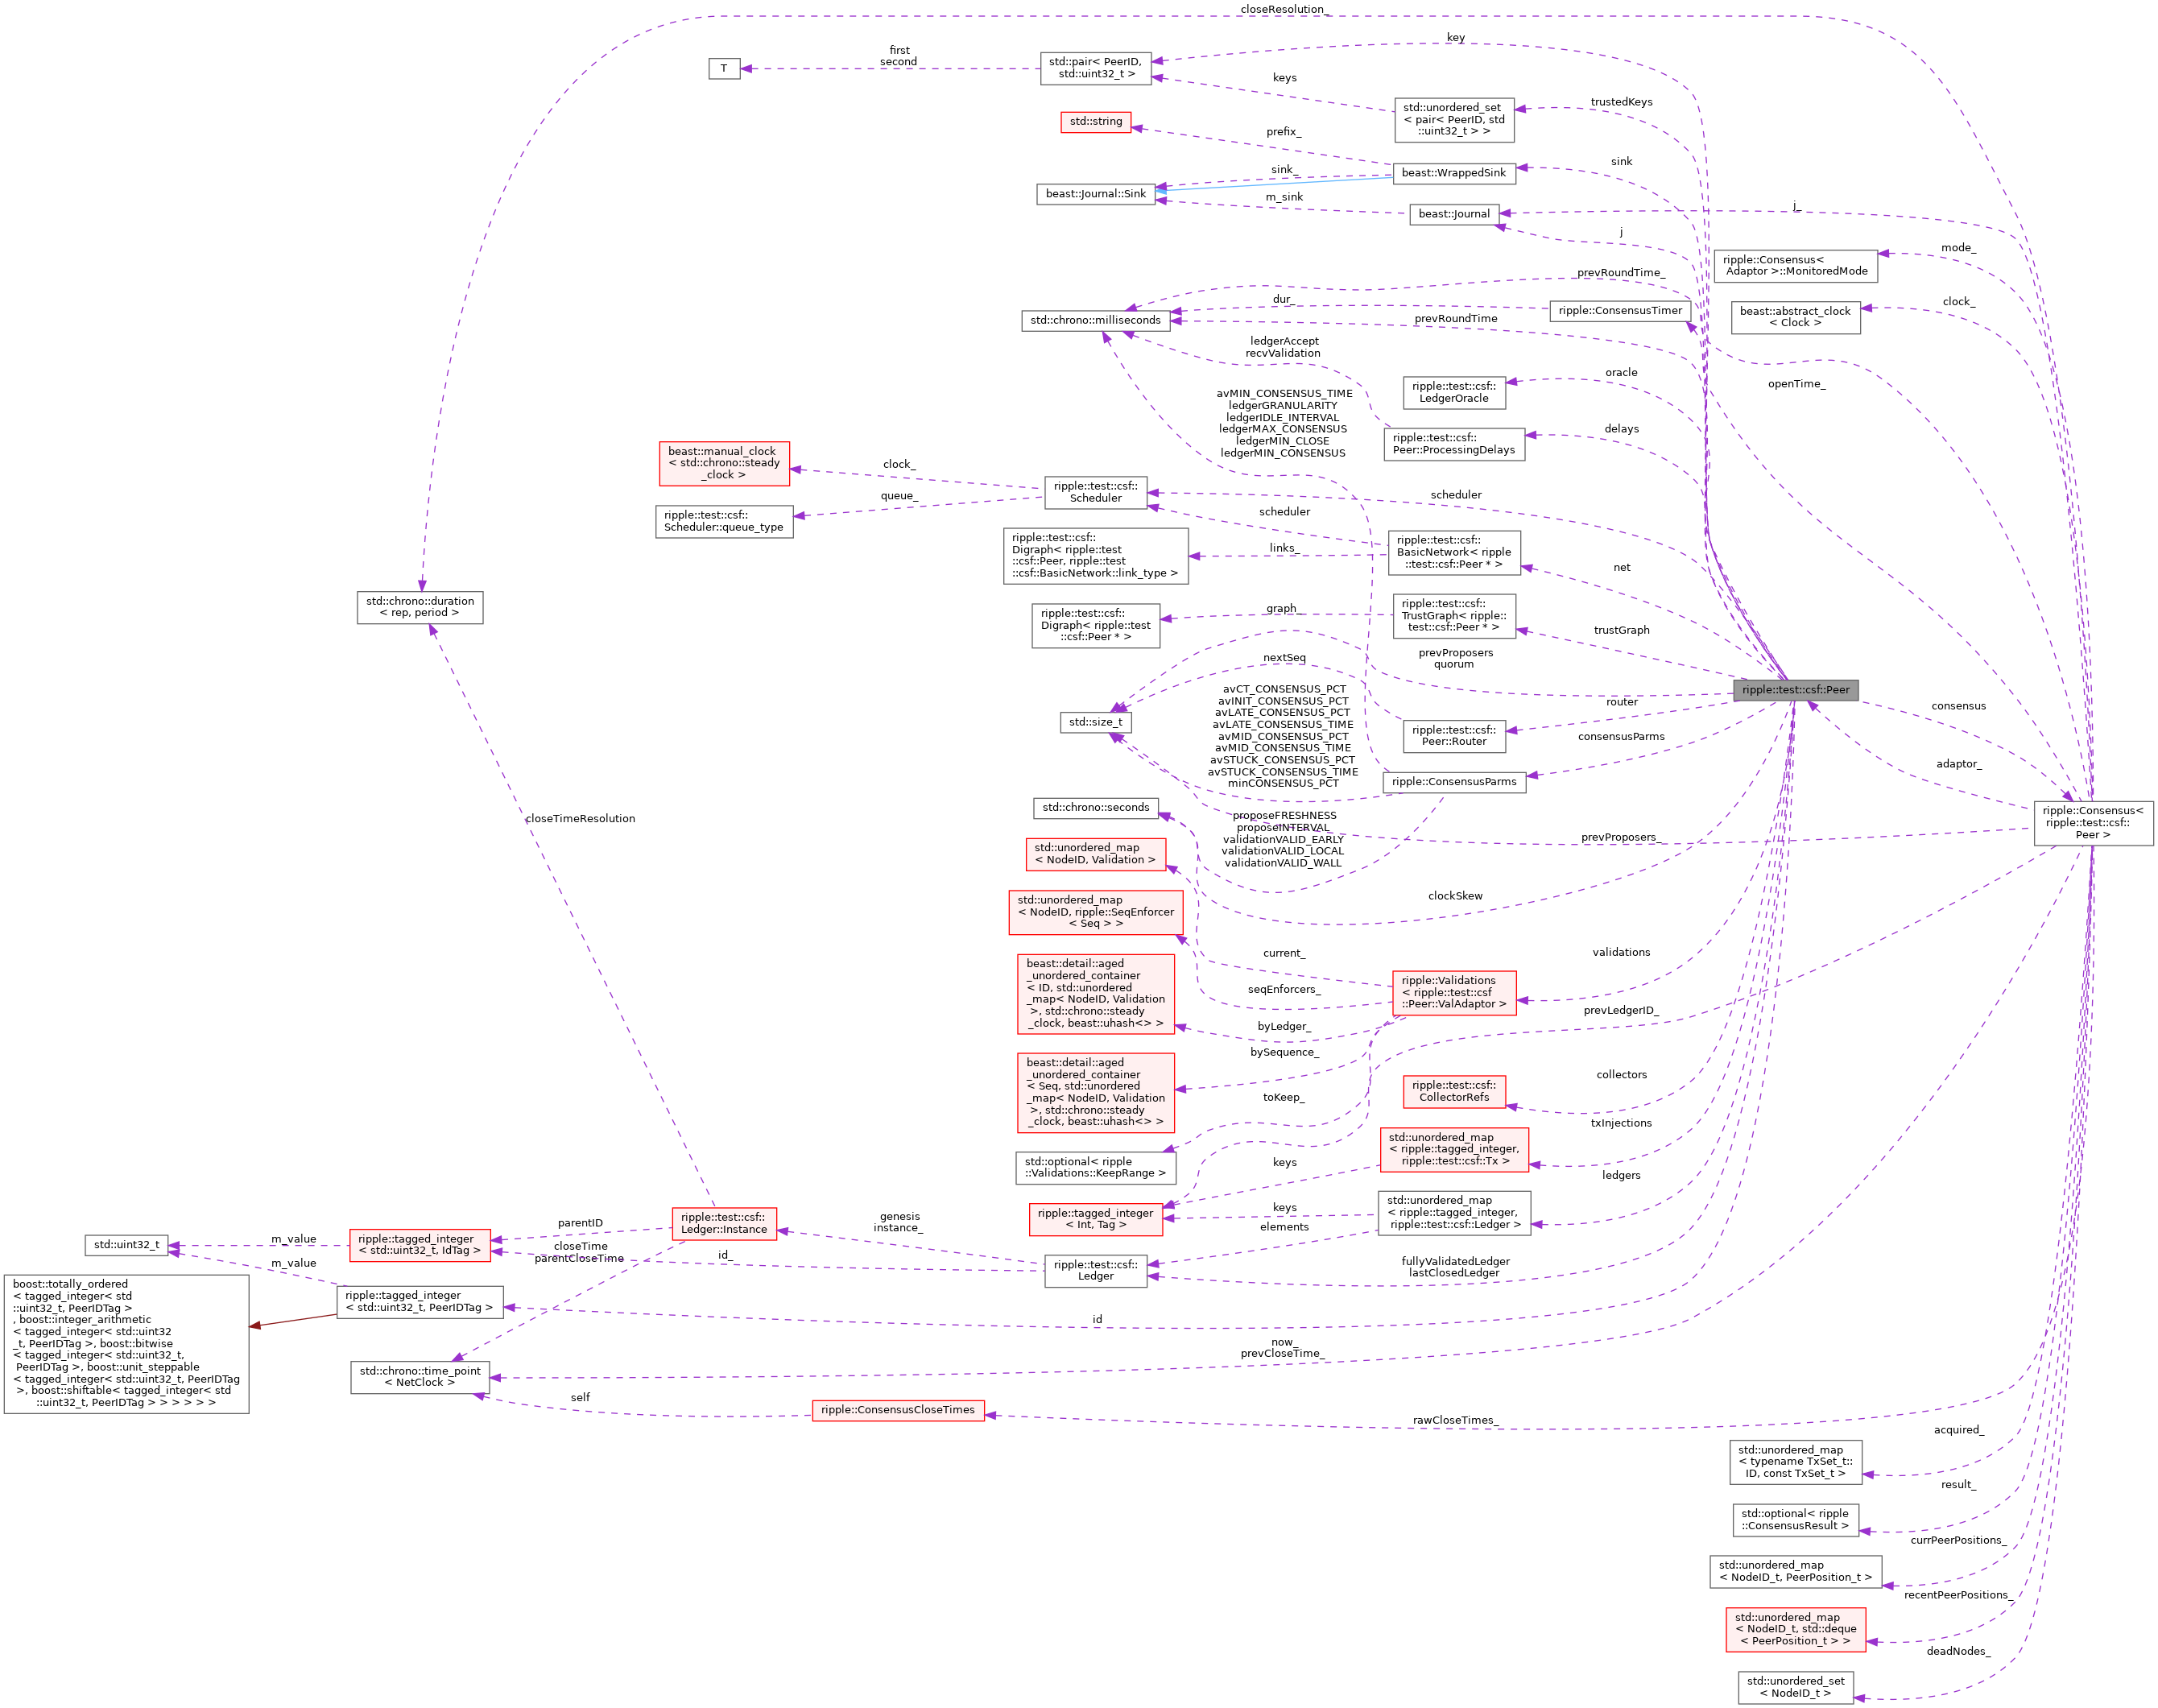 closeResolution_
key
first
second
T
std::pair< PeerID,
std::uint32_t >
keys
std::unordered_set
< pair< PeerID, std
::uint32_t > >
trustedKeys
std::string
prefix_
sink
beast::WrappedSink
sink_
beast::Journal::Sink
m_sink
beast::Journal
j_
j
mode_
ripple::Consensus<
Adaptor >::MonitoredMode
prevRoundTime_
dur_
clock_
ripple::ConsensusTimer
beast::abstract_clock
< Clock >
std::chrono::milliseconds
prevRoundTime
ledgerAccept
recvValidation
openTime_
oracle
ripple::test::csf::
LedgerOracle
avMIN_CONSENSUS_TIME
ledgerGRANULARITY
ledgerIDLE_INTERVAL
ledgerMAX_CONSENSUS
ledgerMIN_CLOSE
ledgerMIN_CONSENSUS
delays
ripple::test::csf::
Peer::ProcessingDelays
beast::manual_clock
< std::chrono::steady
_clock >
clock_
queue_
ripple::test::csf::
Scheduler
scheduler
ripple::test::csf::
Scheduler::queue_type
scheduler
ripple::test::csf::
Digraph< ripple::test
::csf::Peer, ripple::test
::csf::BasicNetwork::link_type >
links_
ripple::test::csf::
BasicNetwork< ripple
::test::csf::Peer * >
net
std::chrono::duration
< rep, period >
ripple::test::csf::
Digraph< ripple::test
::csf::Peer * >
graph_
ripple::test::csf::
TrustGraph< ripple::
test::csf::Peer * >
trustGraph
prevProposers
quorum
nextSeq
ripple::test::csf::Peer
avCT_CONSENSUS_PCT
avINIT_CONSENSUS_PCT
avLATE_CONSENSUS_PCT
avLATE_CONSENSUS_TIME
avMID_CONSENSUS_PCT
avMID_CONSENSUS_TIME
avSTUCK_CONSENSUS_PCT
avSTUCK_CONSENSUS_TIME
minCONSENSUS_PCT
router
consensus
std::size_t
ripple::test::csf::
Peer::Router
consensusParms
adaptor_
ripple::ConsensusParms
std::chrono::seconds
ripple::Consensus<
ripple::test::csf::
Peer >
closeTimeResolution
proposeFRESHNESS
proposeINTERVAL
validationVALID_EARLY
validationVALID_LOCAL
validationVALID_WALL
prevProposers_
std::unordered_map
< NodeID, Validation >
std::unordered_map
< NodeID, ripple::SeqEnforcer
< Seq > >
clockSkew
current_
validations
beast::detail::aged
_unordered_container
< ID, std::unordered
_map< NodeID, Validation
>, std::chrono::steady
_clock, beast::uhash<> >
seqEnforcers_
ripple::Validations
< ripple::test::csf
::Peer::ValAdaptor >
prevLedgerID_
byLedger_
bySequence_
beast::detail::aged
_unordered_container
< Seq, std::unordered
_map< NodeID, Validation
>, std::chrono::steady
_clock, beast::uhash<> >
toKeep_
ripple::test::csf::
CollectorRefs
collectors
txInjections
std::optional< ripple
::Validations::KeepRange >
keys
std::unordered_map
< ripple::tagged_integer,
ripple::test::csf::Tx >
ledgers
ripple::tagged_integer
< Int, Tag >
keys
elements
std::unordered_map
< ripple::tagged_integer,
ripple::test::csf::Ledger >
ripple::test::csf::
Ledger::Instance
genesis
instance_
parentID
std::uint32_t
m_value
ripple::tagged_integer
< std::uint32_t, IdTag >
closeTime
parentCloseTime
id_
m_value
ripple::test::csf::
Ledger
fullyValidatedLedger
lastClosedLedger
boost::totally_ordered
< tagged_integer< std
::uint32_t, PeerIDTag >
, boost::integer_arithmetic
< tagged_integer< std::uint32
_t, PeerIDTag >, boost::bitwise
< tagged_integer< std::uint32_t,
PeerIDTag >, boost::unit_steppable
< tagged_integer< std::uint32_t, PeerIDTag
>, boost::shiftable< tagged_integer< std
::uint32_t, PeerIDTag > > > > > >
ripple::tagged_integer
< std::uint32_t, PeerIDTag >
id
now_
prevCloseTime_
std::chrono::time_point
< NetClock >
self
ripple::ConsensusCloseTimes
rawCloseTimes_
acquired_
std::unordered_map
< typename TxSet_t::
ID, const TxSet_t >
result_
std::optional< ripple
::ConsensusResult >
currPeerPositions_
std::unordered_map
< NodeID_t, PeerPosition_t >
recentPeerPositions_
std::unordered_map
< NodeID_t, std::deque
< PeerPosition_t > >
deadNodes_
std::unordered_set
< NodeID_t >